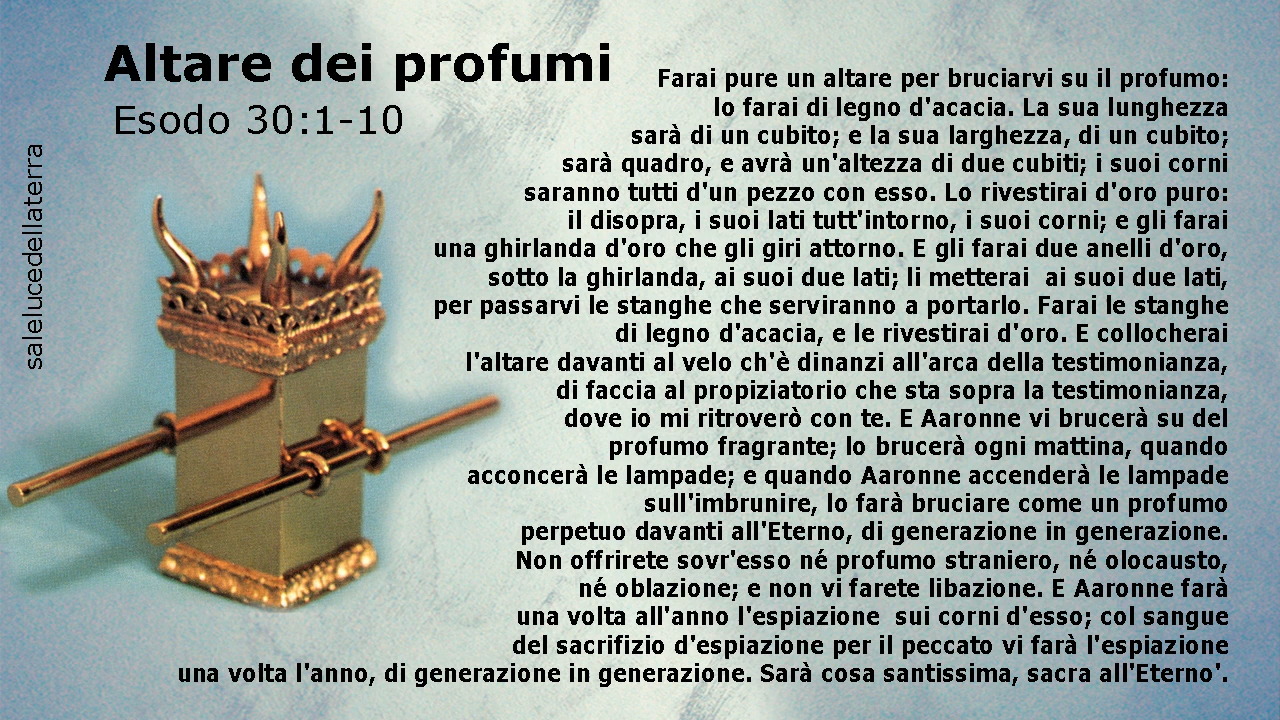 Altare dei profumi
Esodo 30:1-10
salelucedellaterra
Farai pure un altare per bruciarvi su il profumo:
lo farai di legno d'acacia. La sua lunghezza
sarà di un cubito; e la sua larghezza, di un cubito;
sarà quadro, e avrà un'altezza di due cubiti; i suoi corni
saranno tutti d'un pezzo con esso. Lo rivestirai d'oro puro:
il disopra, i suoi lati tutt'intorno, i suoi corni; e gli farai
una ghirlanda d'oro che gli giri attorno. E gli farai due anelli d'oro,
sotto la ghirlanda, ai suoi due lati; li metterai  ai suoi due lati,
per passarvi le stanghe che serviranno a portarlo. Farai le stanghe
di legno d'acacia, e le rivestirai d'oro. E collocherai
l'altare davanti al velo ch'è dinanzi all'arca della testimonianza,
di faccia al propiziatorio che sta sopra la testimonianza,
dove io mi ritroverò con te. E Aaronne vi brucerà su del
profumo fragrante; lo brucerà ogni mattina, quando
acconcerà le lampade; e quando Aaronne accenderà le lampade
sull'imbrunire, lo farà bruciare come un profumo
perpetuo davanti all'Eterno, di generazione in generazione.
Non offrirete sovr'esso né profumo straniero, né olocausto,
né oblazione; e non vi farete libazione. E Aaronne farà
una volta all'anno l'espiazione  sui corni d'esso; col sangue
del sacrifizio d'espiazione per il peccato vi farà l'espiazione
una volta l'anno, di generazione in generazione. Sarà cosa santissima, sacra all'Eterno'.